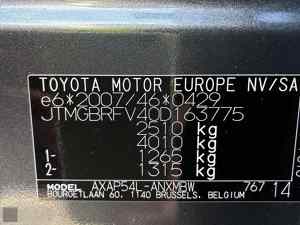 TOYOTA MOTOR EUROPE NV/SA
e6*2007/46*0429
JTMGBRFV40D163775
2510 kg
4010 kg
1- 1265 kg
2- 1315 kg
MODEL AXAP54L-ANXMBW 767 14
BOURGETLAAN 60, 1140 BRUSSELS, BELGIUM